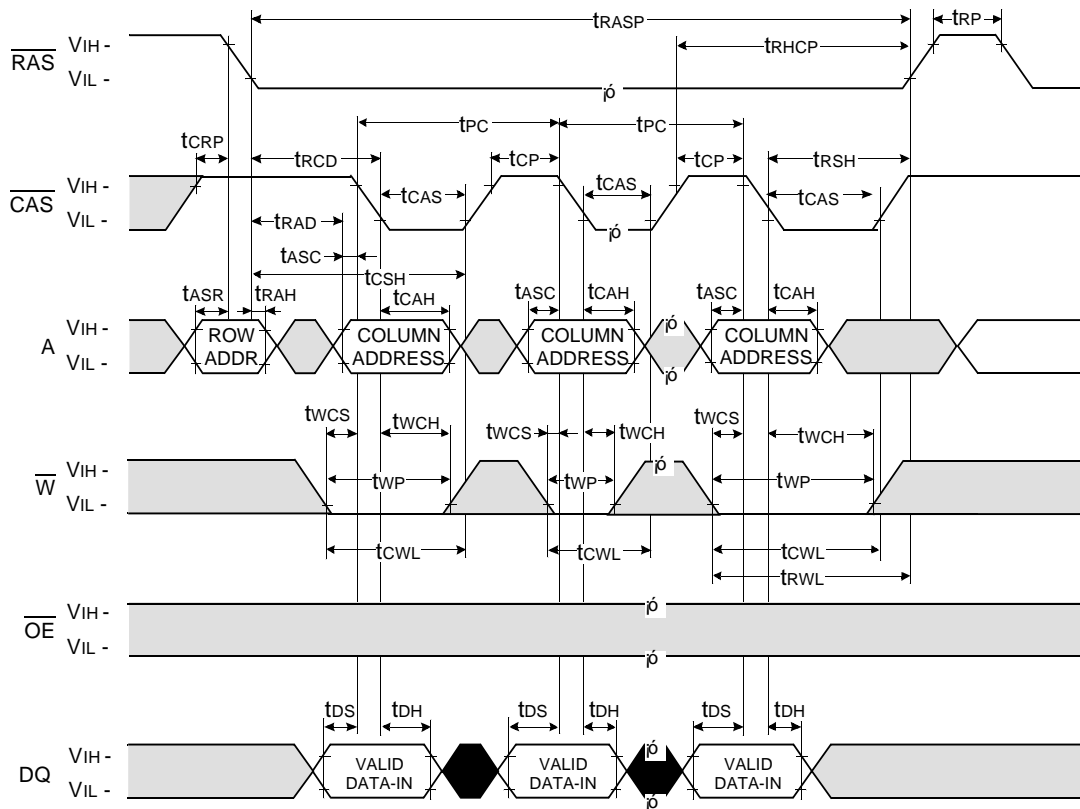 tRASP
tRP
tRHCP
RAS
VIH -
VIL -
¡ó
tCRP
tPC
tPC
tRCD
tCP
tCP
tRSH
CAS
VIH -
VIL -
tCAS
tCAS
tCAS
¡ó
tRAD
tASC
tCSH
tASR
tRAH
tCAH
tASC
tCAH
tASC
tCAH
A
VIH -
VIL -
ROW
ADDR
COLUMN
ADDRESS
COLUMN
ADDRESS
COLUMN
ADDRESS
¡ó
¡ó
tWCS
tWCH
tWCS
tWCH
tWCS
tWCH
W
VIH -
VIL -
¡ó
tWP
tWP
tWP
tCWL
tCWL
tCWL
tRWL
OE
VIH -
VIL -
¡ó
¡ó
tDS
tDH
tDS
tDH
tDS
tDH
DQ
VIH -
VIL -
VALID
DATA-IN
VALID
DATA-IN
VALID
DATA-IN
¡ó
¡ó